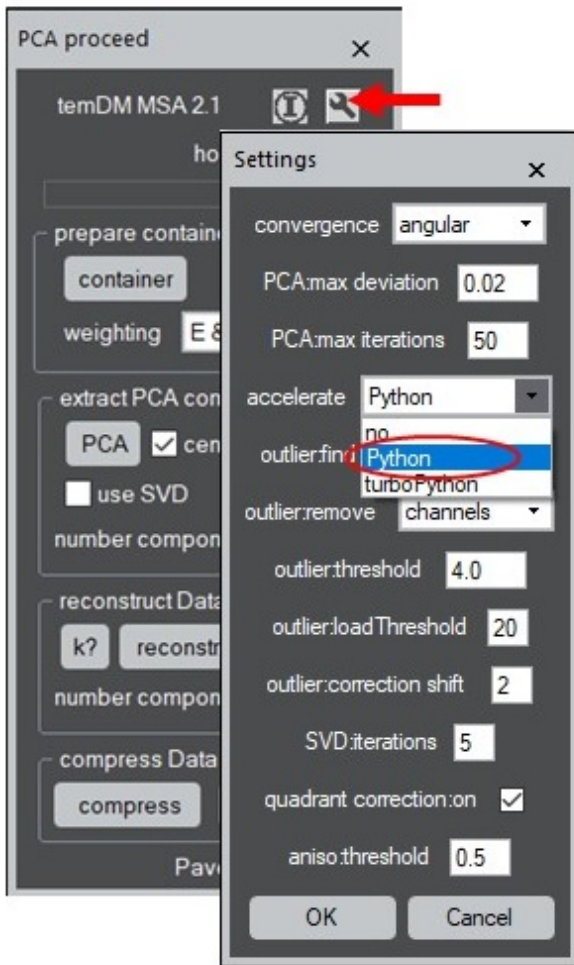 PCA proceed
temDM MSA 2.1
ho
prepare contain
container
weighting E &
extract PCA con
PCA cen
use SVD
number compon
reconstruct Data
k? reconstr
number compon
compress Data
compress
Pav
Settings
convergence angular
PCA:max deviation 0.02
PCA:max iterations 50
accelerate Python
no
outlier:find Python
turboPython
outlier:remove channels
outlier:threshold 4.0
outlier:loadThreshold 20
outlier:correction shift 2
SVD:iterations 5
quadrant correction:on
aniso:threshold 0.5
OK Cancel